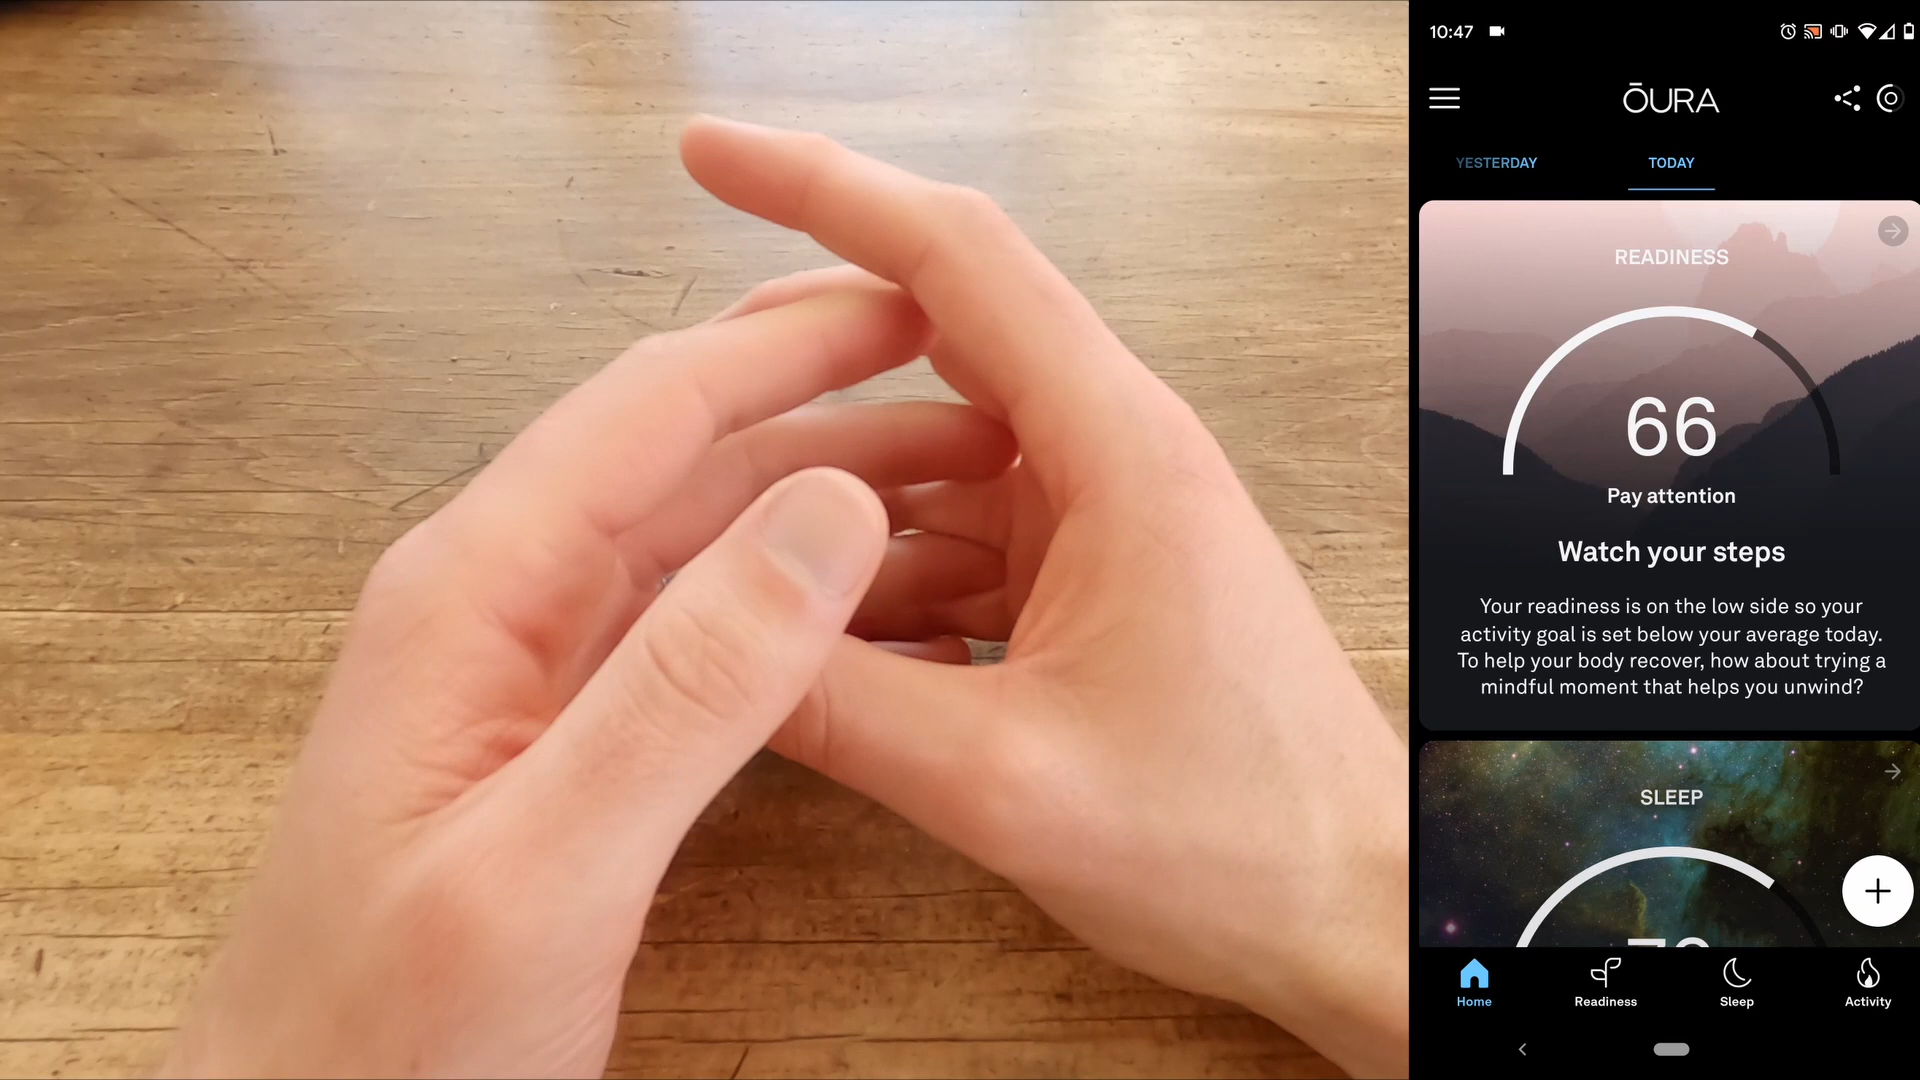 10:47
ŌURA
YESTERDAY TODAY
READINESS
66
Pay attention
Watch your steps
Your readiness is on the low side so your
activity goal is set below your average today.
To help your body recover, how about trying a
mindful moment that helps you unwind?
SLEEP
Home Readiness Sleep Activity